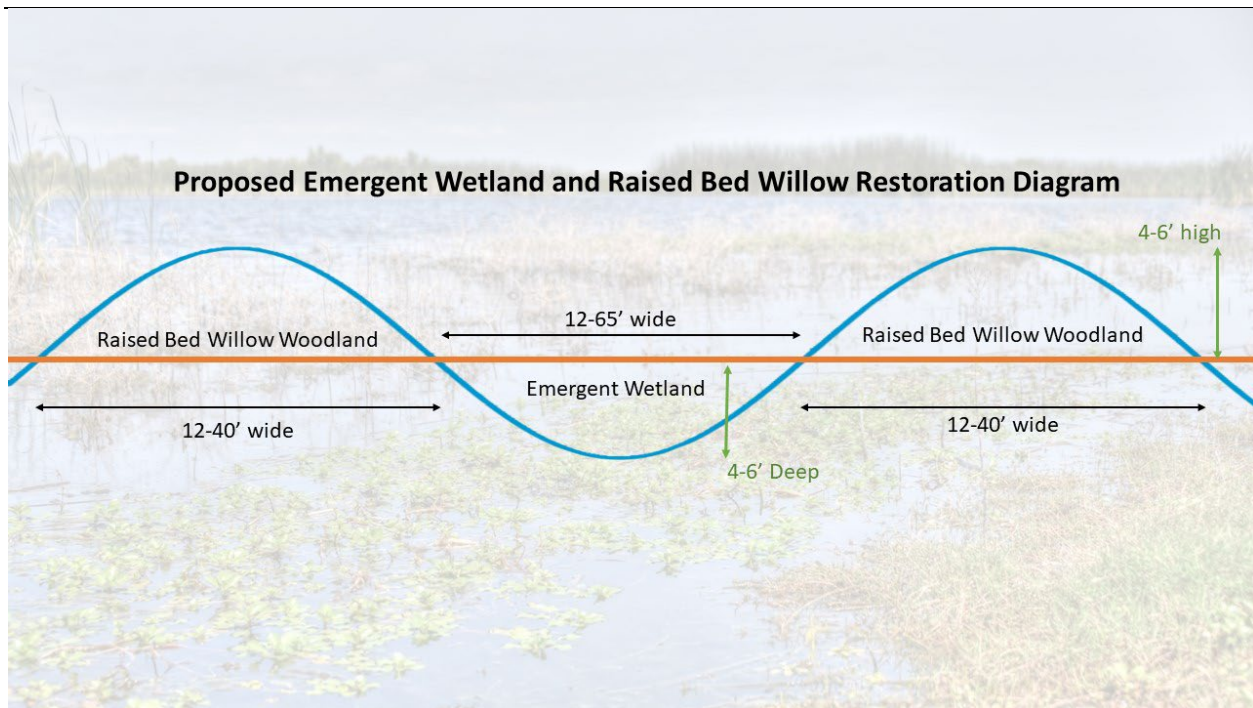 Proposed Emergent Wetland and Raised Bed Willow Restoration Diagram
4-6’ high
12-65’ wide
Raised Bed Willow Woodland
Raised Bed Willow Woodland
Emergent Wetland
12-40’ wide
12-40’ wide
4-6’ Deep